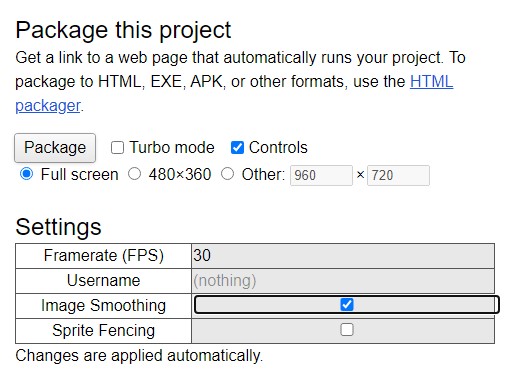 Package this project
Get a link to a web page that automatically runs your project. To
package to HTML, EXE, APK, or other formats, use the HTML
packager.
Package Turbo mode Controls
Full screen 480×360 Other: 960 × 720
Settings
Framerate (FPS) 30
Username (nothing)
Image Smoothing
Sprite Fencing
Changes are applied automatically.